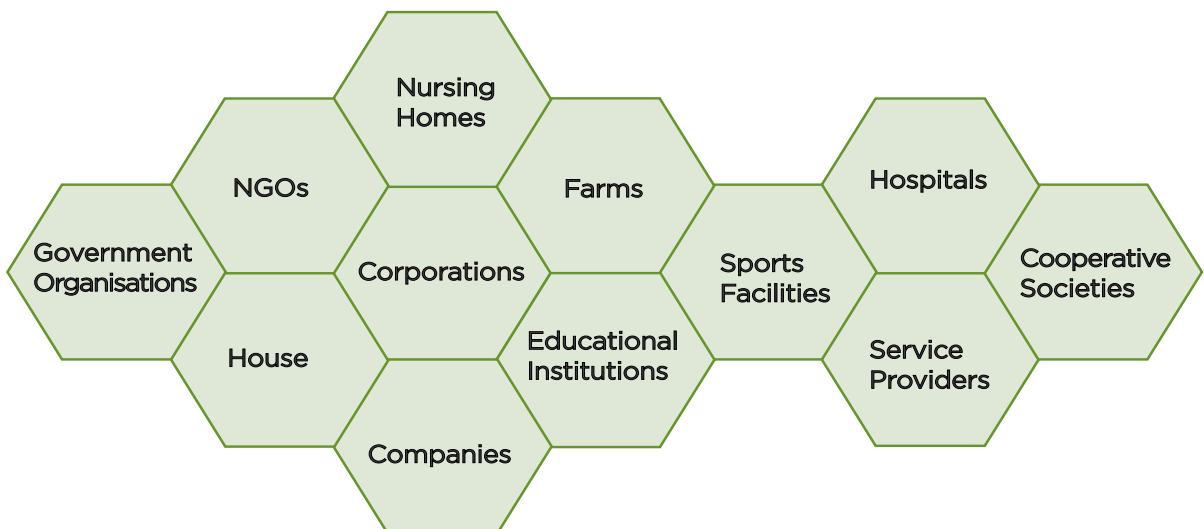 Nursing
Homes
NGOs
Farms
Hospitals
Government
Organisations
Corporations
Sports
Facilities
Cooperative
Societies
House
Educational
Institutions
Service
Providers
Companies